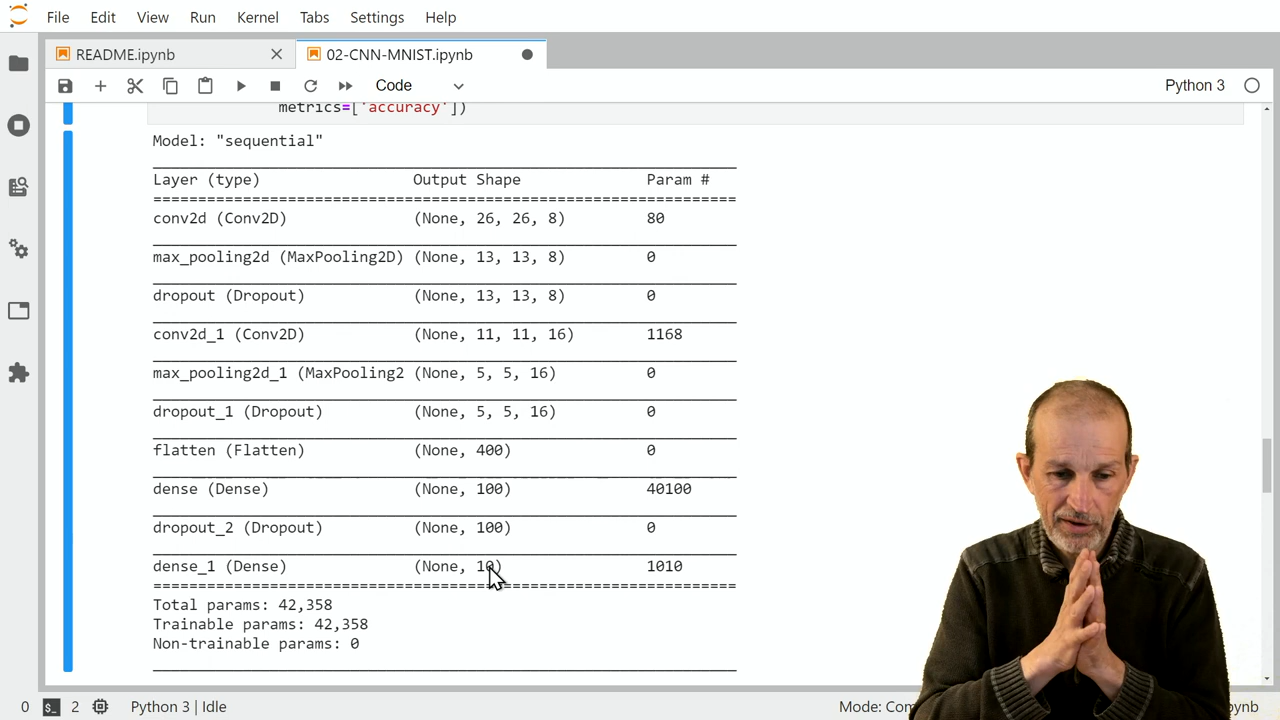 File Edit View Run Kernel Tabs Settings Help
README.ipynb 02-CNN-MNIST.ipynb
Code Python 3
metrics=['accuracy'])
Model: "sequential"
Layer (type) Output Shape Param #
conv2d (Conv2D) (None, 26, 26, 8) 80
max_pooling2d (MaxPooling2D) (None, 13, 13, 8) 0
dropout (Dropout) (None, 13, 13, 8) 0
conv2d_1 (Conv2D) (None, 11, 11, 16) 1168
max_pooling2d_1 (MaxPooling2 (None, 5, 5, 16) 0
dropout_1 (Dropout) (None, 5, 5, 16) 0
flatten (Flatten) (None, 400) 0
dense (Dense) (None, 100) 40100
dropout_2 (Dropout) (None, 100) 0
dense_1 (Dense) (None, 10) 1010
Total params: 42,358
Trainable params: 42,358
Non-trainable params: 0
0 $_ 2 Python 3 | Idle Mode: